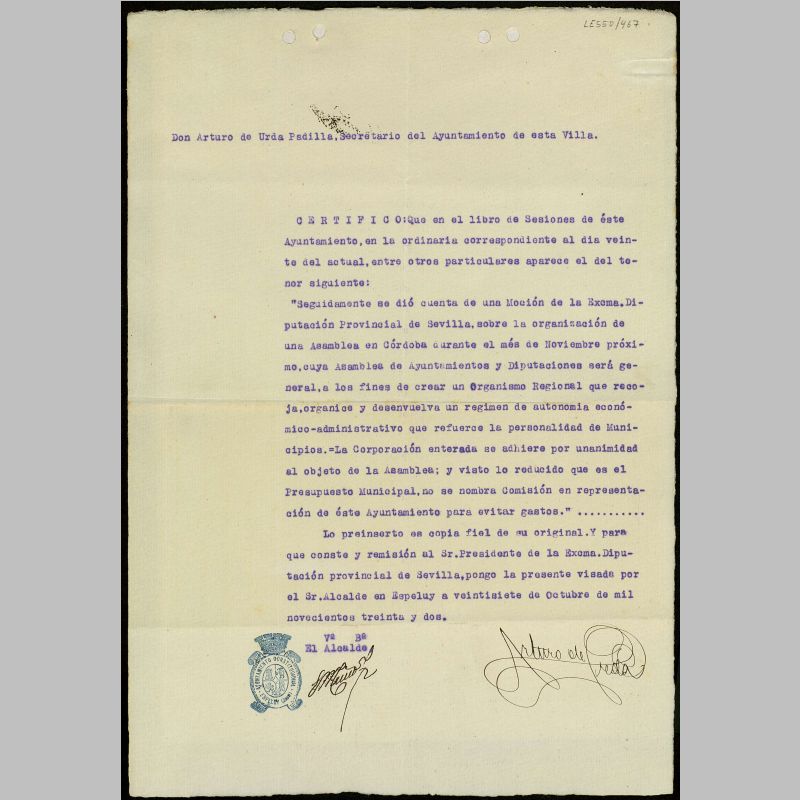 LE550/467
Don Arturo de Urda Padilla,Secretario del Ayuntamiento de esta Villa.
C E R T I F I C O:Que en el libro de Sesiones de éste
Ayuntamiento,en la ordinaria correspondiente al dia vein-
te del actual,entre otros particulares aparece el del te-
nor siguiente:
"Seguidamente se dió cuenta de una Moción de la Excma.Di-
putación Provincial de Sevilla,sobre la organización de
una Asamblea en Córdoba durante el més de Noviembre próxi-
mo,cuya Asamblea de Ayuntamientos y Diputaciones será ge-
neral,a los fines de crear un Organismo Regional que reco-
ja,organice y desenvuelva un regimen de autonomia econó-
mico-administrativo que refuerce la personalidad de Muni-
cipios.=La Corporación enterada se adhiere por unanimidad
al objeto de la Asamblea; y visto lo reducido que es el
Presupuesto Municipal,no se nombra Comisión en representa-
ción de éste Ayuntamiento para evitar gastos." ...........
Lo preinserto es copia fiel de su original.Y para
que conste y remisión al Sr.Presidente de la Excma.Dipu-
tación provincial de Sevilla,pongo la presente visada por
el Sr.Alcalde en Espeluy a veintisiete de Octubre de mil
novecientos treinta y dos.
Vª Bª
El Alcalde
Arturo de Urda
AYUNTAMIENTO CONSTITUCIONAL